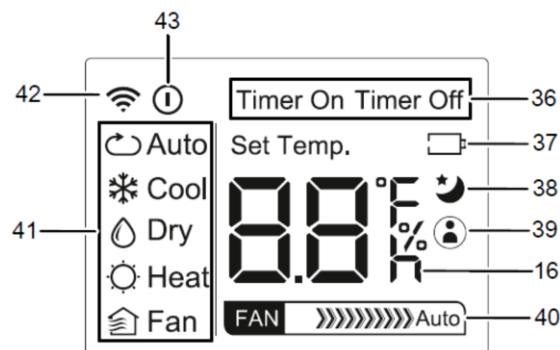 43
42
Timer On Timer Off
36
Auto
Set Temp.
37
Cool
8.8
°F
38
41
Dry
%
39
Heat
h
16
Fan
FAN
Auto
40